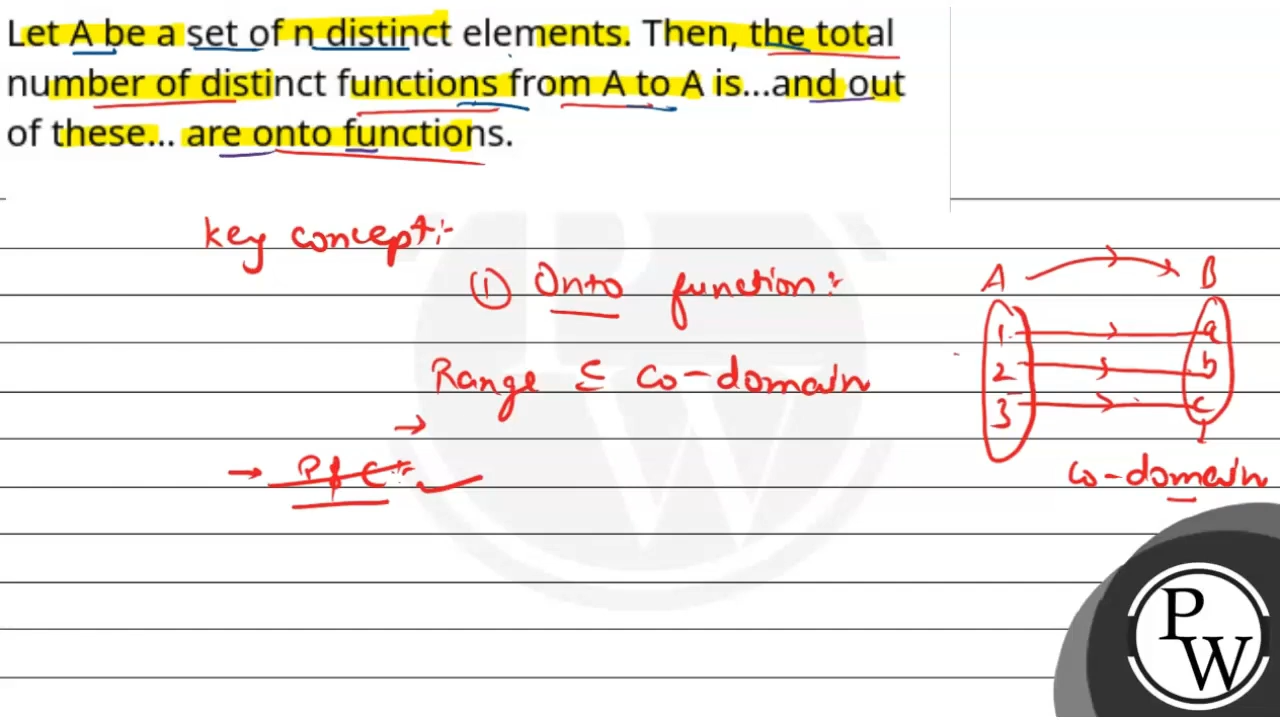 Let A be a set of n distinct elements. Then, the total
number of distinct functions from A to A is...and out
of these... are onto functions.
key concept:-
① Onto function:
A B
1 a
2 b
3 c
Range ⊆ co-domain
→
→ P & C:-
co-domain
PW